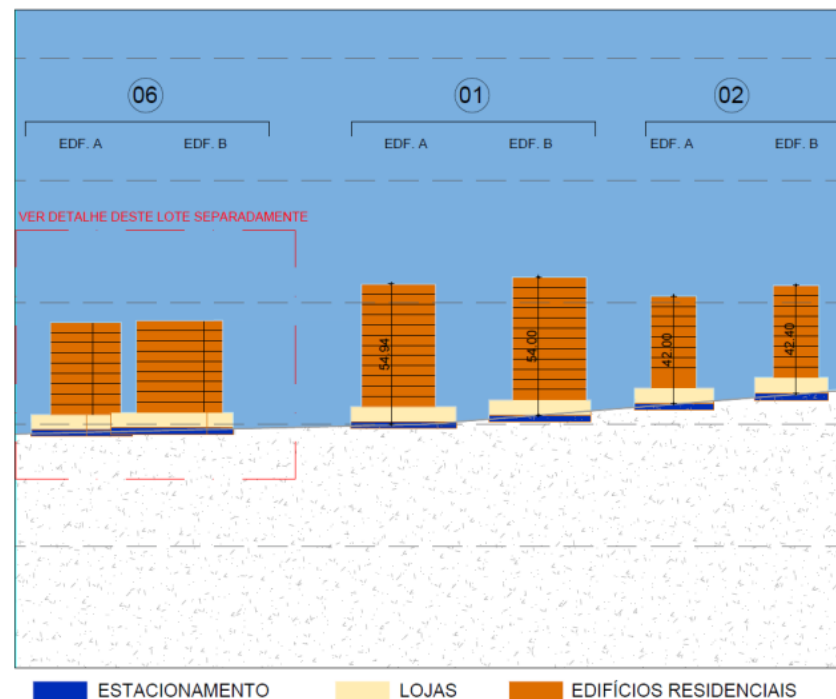 06
01
02
EDF. A
EDF. B
EDF. A
EDF. B
EDF. A
EDF. B
VER DETALHE DESTE LOTE SEPARADAMENTE
54.94
54.00
42.00
42.40
ESTACIONAMENTO
LOJAS
EDIFÍCIOS RESIDENCIAIS